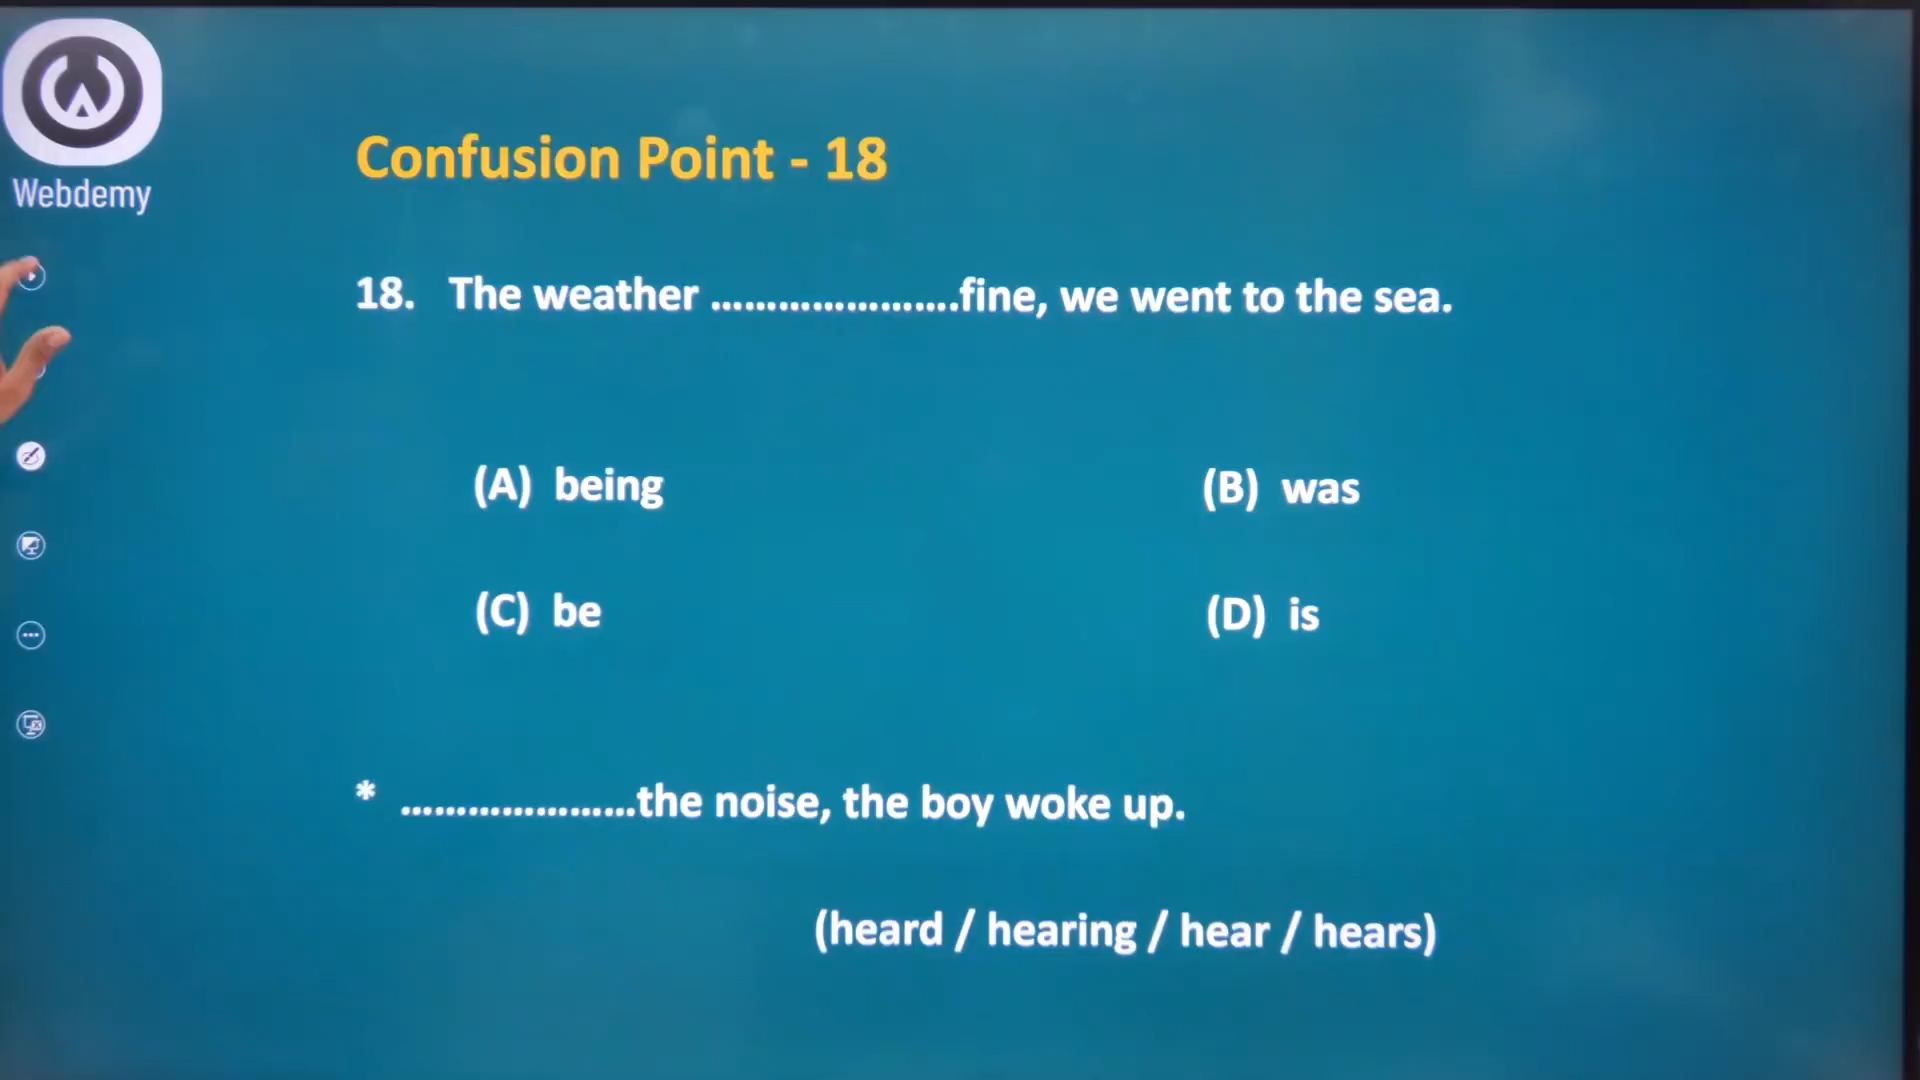 Webdemy
Confusion Point - 18
18. The weather ......................fine, we went to the sea.
(A) being
(B) was
(C) be
(D) is
* .....................the noise, the boy woke up.
(heard / hearing / hear / hears)